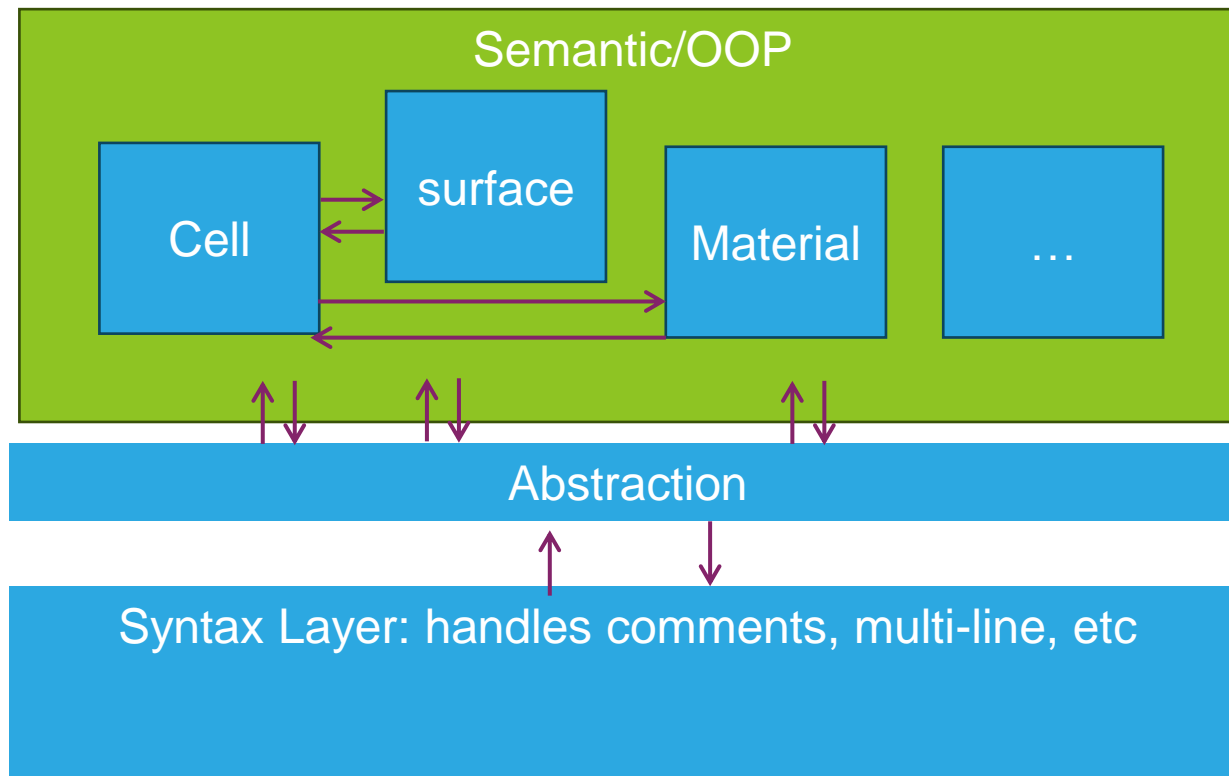 Semantic/OOP
Cell
surface
Material
…
Abstraction
Syntax Layer: handles comments, multi-line, etc